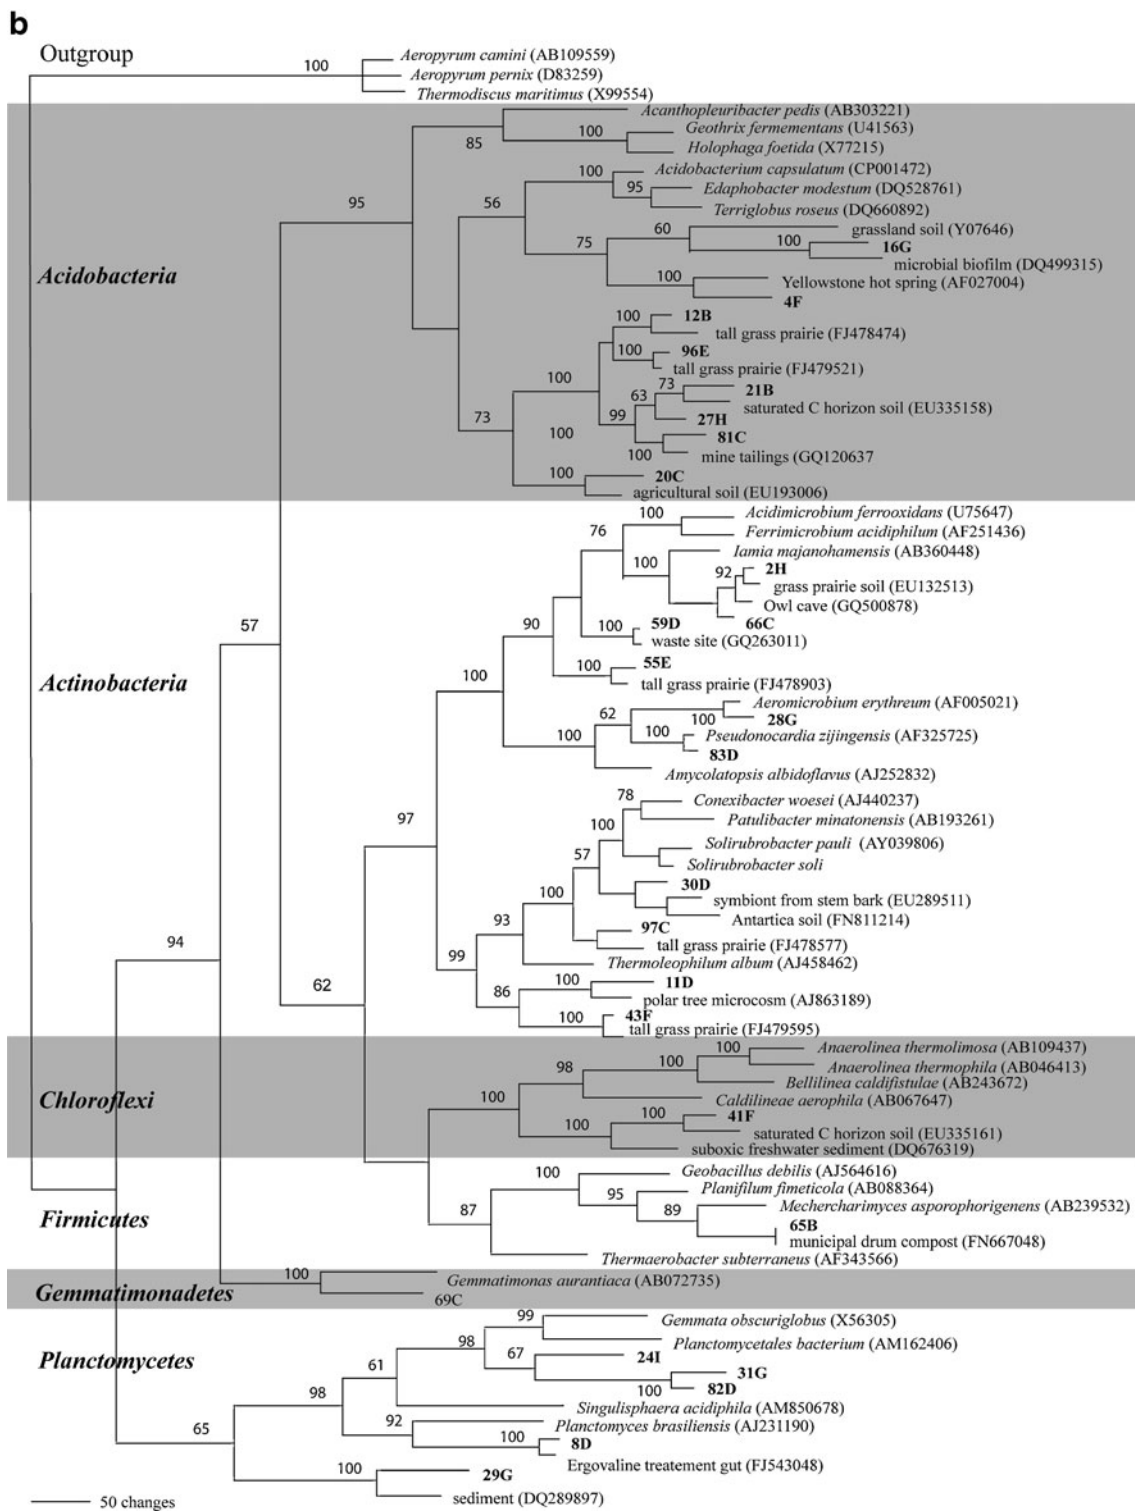 b
Outgroup
100
Aeropyrum camini (AB109559)
Aeropyrum pernix (D83259)
Thermodiscus maritimus (X99554)
Acanthopleuribacter pedis (AB303221)
85
100
Geothrix fermementans (U41563)
Holophaga foetida (X77215)
95
56
100
Acidobacterium capsulatum (CP001472)
95
Edaphobacter modestum (DQ528761)
Terriglobus roseus (DQ660892)
75
60
grassland soil (Y07646)
100
16G
microbial biofilm (DQ499315)
Acidobacteria
100
Yellowstone hot spring (AF027004)
4F
100
12B
tall grass prairie (FJ478474)
100
96E
tall grass prairie (FJ479521)
100
73
63
73
21B
saturated C horizon soil (EU335158)
99
27H
100
81C
100
mine tailings (GQ120637
100
20C
agricultural soil (EU193006)
76
100
Acidimicrobium ferrooxidans (U75647)
Ferrimicrobium acidiphilum (AF251436)
100
Iamia majanohamensis (AB360448)
92
2H
grass prairie soil (EU132513)
Owl cave (GQ500878)
66C
57
90
100
59D
waste site (GQ263011)
100
55E
tall grass prairie (FJ478903)
Actinobacteria
100
62
Aeromicrobium erythreum (AF005021)
100
28G
100
100
Pseudonocardia zijingensis (AF325725)
83D
Amycolatopsis albidoflavus (AJ252832)
97
78
Conexibacter woesei (AJ440237)
Patulibacter minatonensis (AB193261)
100
Solirubrobacter pauli (AY039806)
57
Solirubrobacter soli
30D
100
symbiont from stem bark (EU289511)
Antartica soil (FN811214)
93
97C
tall grass prairie (FJ478577)
94
99
Thermoleophilum album (AJ458462)
62
86
100
11D
polar tree microcosm (AJ863189)
100
43F
tall grass prairie (FJ479595)
100
Anaerolinea thermolimosa (AB109437)
98
100
Anaerolinea thermophila (AB046413)
Bellilinea caldifistulae (AB243672)
Chloroflexi
100
Caldilineae aerophila (AB067647)
100
41F
100
saturated C horizon soil (EU335161)
suboxic freshwater sediment (DQ676319)
100
Geobacillus debilis (AJ564616)
95
Planifilum fimeticola (AB088364)
87
89
Mechercharimyces asporophorigenens (AB239532)
Firmicutes
65B
municipal drum compost (FN667048)
Thermaerobacter subterraneus (AF343566)
100
Gemmatimonas aurantiaca (AB072735)
Gemmatimonadetes
69C
99
Gemmata obscuriglobus (X56305)
98
Planctomycetales bacterium (AM162406)
Planctomycetes
61
67
24I
31G
100
82D
98
Singulisphaera acidiphila (AM850678)
65
92
Planctomyces brasiliensis (AJ231190)
100
8D
Ergovaline treatement gut (FJ543048)
100
29G
sediment (DQ289897)
50 changes